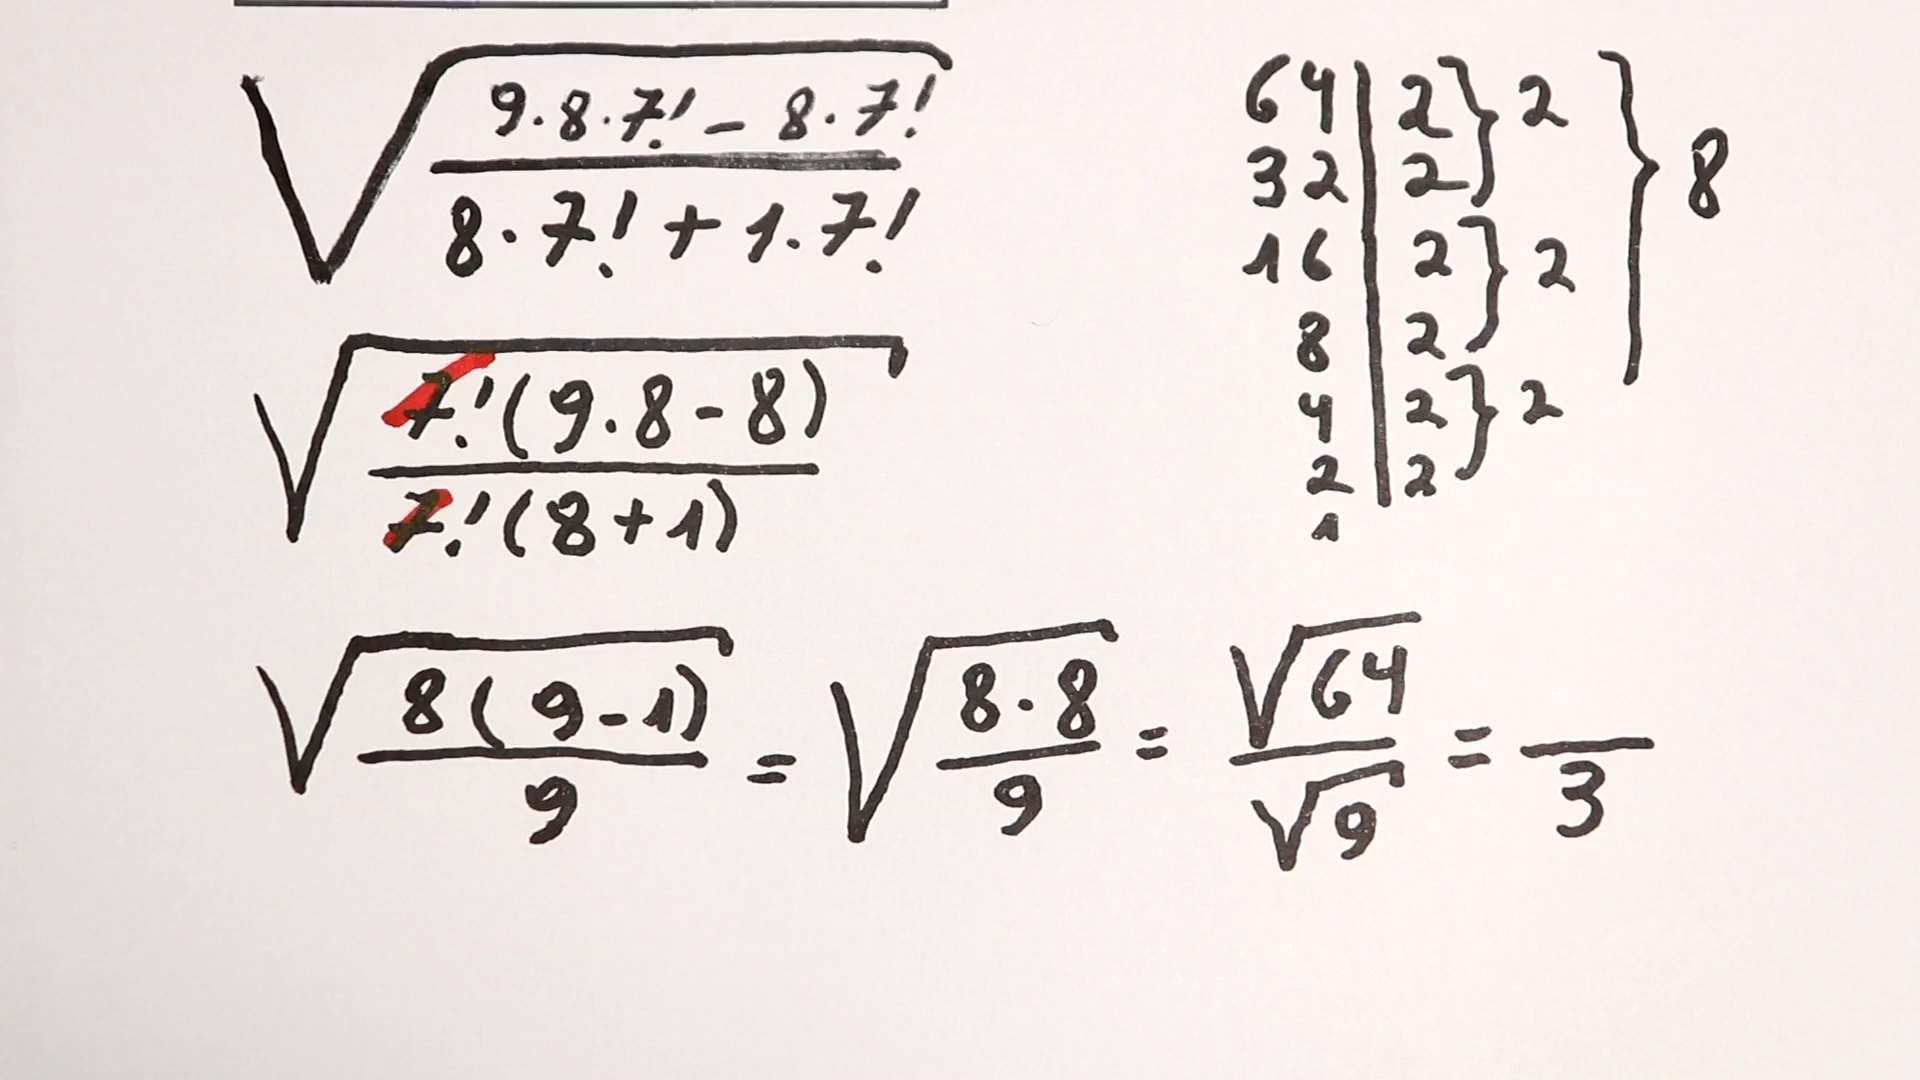 √((9·8·7! − 8·7!)/(8·7! + 1·7!))
√((7!(9·8−8))/(7!(8+1)))
√((8(9−1))/9) = √((8·8)/9) = √64/√9 = /3
64 | 2 } 2 } 8
32 | 2
16 | 2 } 2
8 | 2
4 | 2 } 2
2 | 2
1